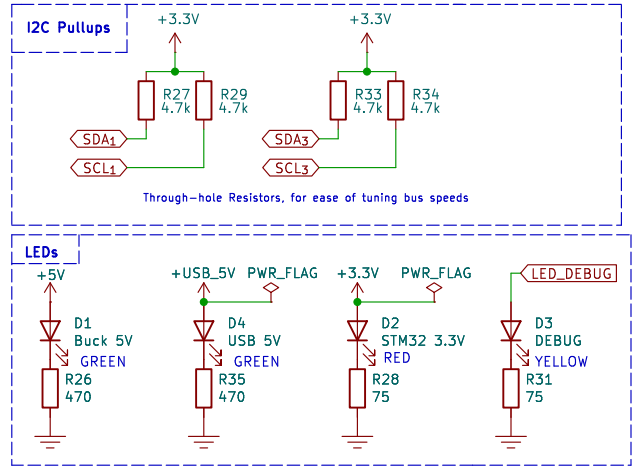 I2C Pullups
+3.3V
+3.3V
R27
4.7k
R29
4.7k
R33
4.7k
R34
4.7k
SDA1
SCL1
SDA3
SCL3
Through-hole Resistors, for ease of tuning bus speeds
LEDs
+5V
+USB_5V
PWR_FLAG
+3.3V
PWR_FLAG
LED_DEBUG
D1
Buck 5V
GREEN
D4
USB 5V
GREEN
D2
STM32 3.3V
RED
D3
DEBUG
YELLOW
R26
470
R35
470
R28
75
R31
75